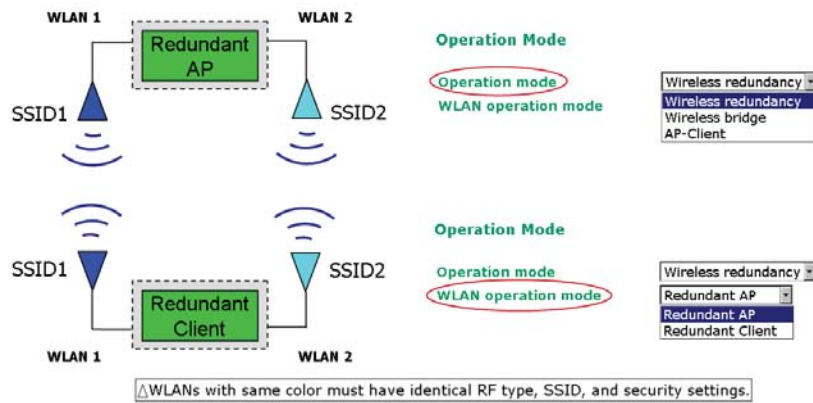 WLAN 1
WLAN 2
Redundant
AP
SSID1
SSID2
Operation Mode
Operation mode
Wireless redundancy
WLAN operation mode
Wireless redundancy
Wireless bridge
AP-Client
SSID1
SSID2
Redundant
Client
WLAN 1
WLAN 2
Operation Mode
Operation mode
Wireless redundancy
WLAN operation mode
Redundant AP
Redundant AP
Redundant Client
△WLANs with same color must have identical RF type, SSID, and security settings.